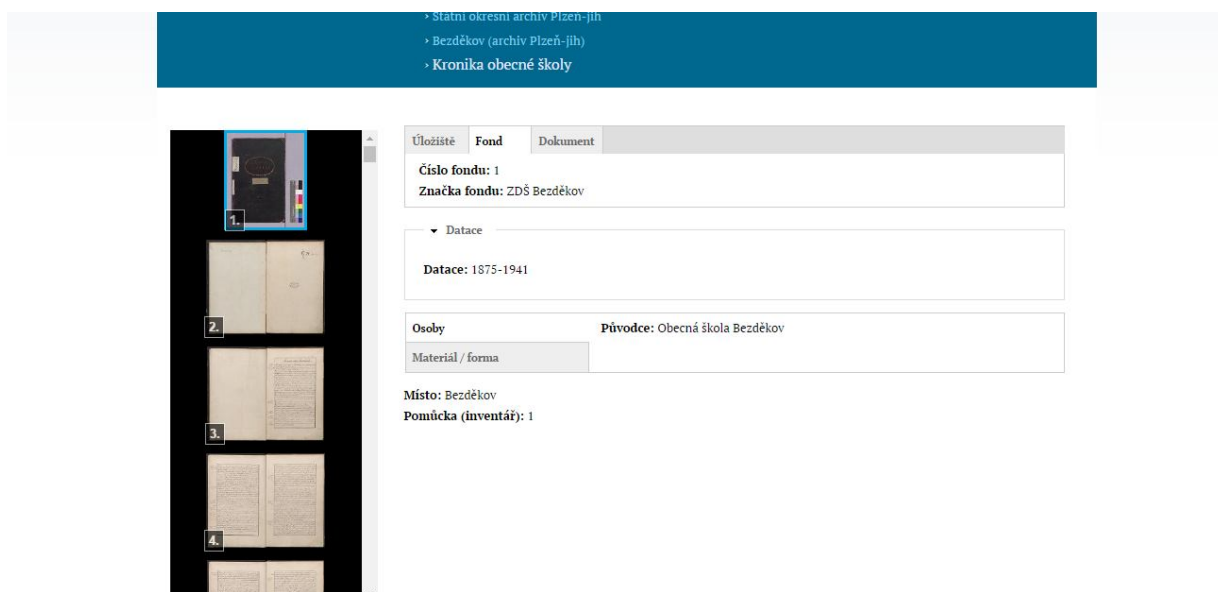 › Státní okresní archiv Plzeň-jih
› Bezděkov (archiv Plzeň-jih)
› Kronika obecné školy
Úložiště Fond Dokument
Číslo fondu: 1
Značka fondu: ZDŠ Bezděkov
Datace
Datace: 1875-1941
Osoby
Materiál / forma
Původce: Obecná škola Bezděkov
Místo: Bezděkov
Pomůcka (inventář): 1
1.
2.
3.
4.